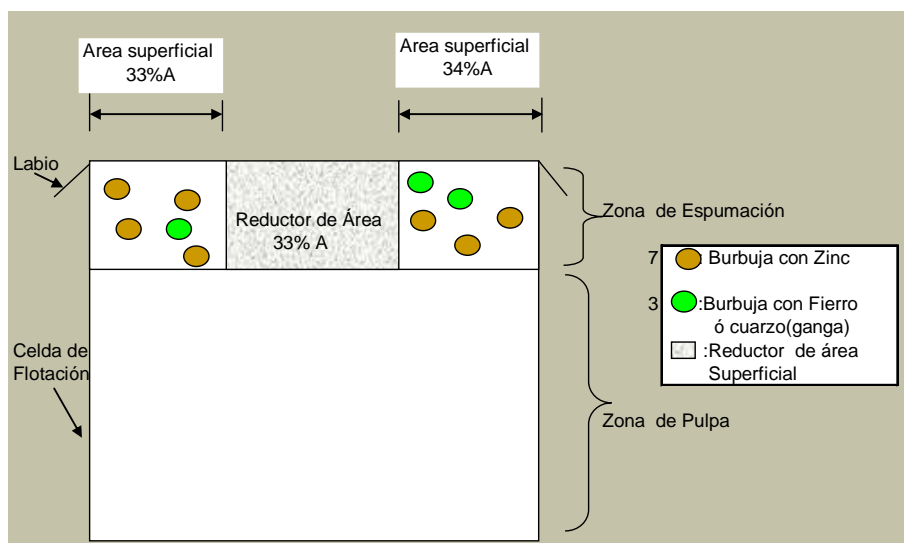 Area superficial
33%A
Area superficial
34%A
Labio
Reductor de Área
33% A
Zona de Espumación
7 : Burbuja con Zinc
3 :Burbuja con Fierro
ó cuarzo(ganga)
:Reductor de área
Superficial
Celda de
Flotación
Zona de Pulpa